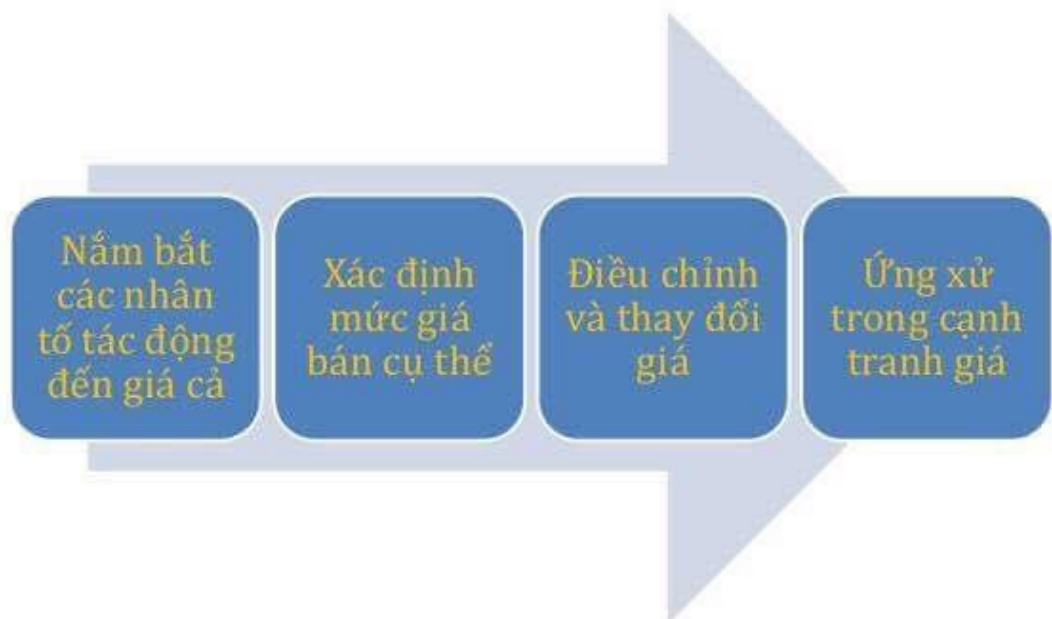 Nắm bắt
các nhân
tố tác động
đến giá cả
Xác định
mức giá
bán cụ thể
Điều chỉnh
và thay đổi
giá
Ứng xử
trong cạnh
tranh giá